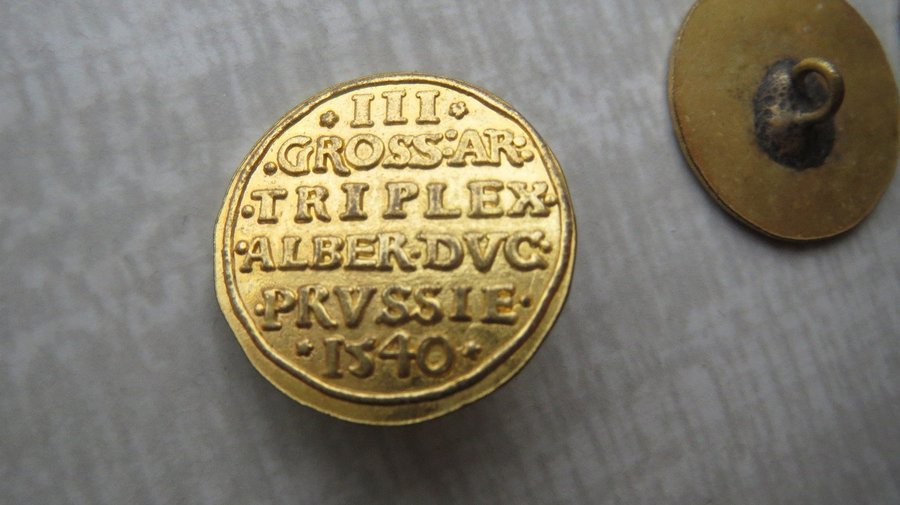 * III *
·GROSS:AR·
·TRIPLEX·
·ALBER·DVC·
·PRVSSIE·
*1540*